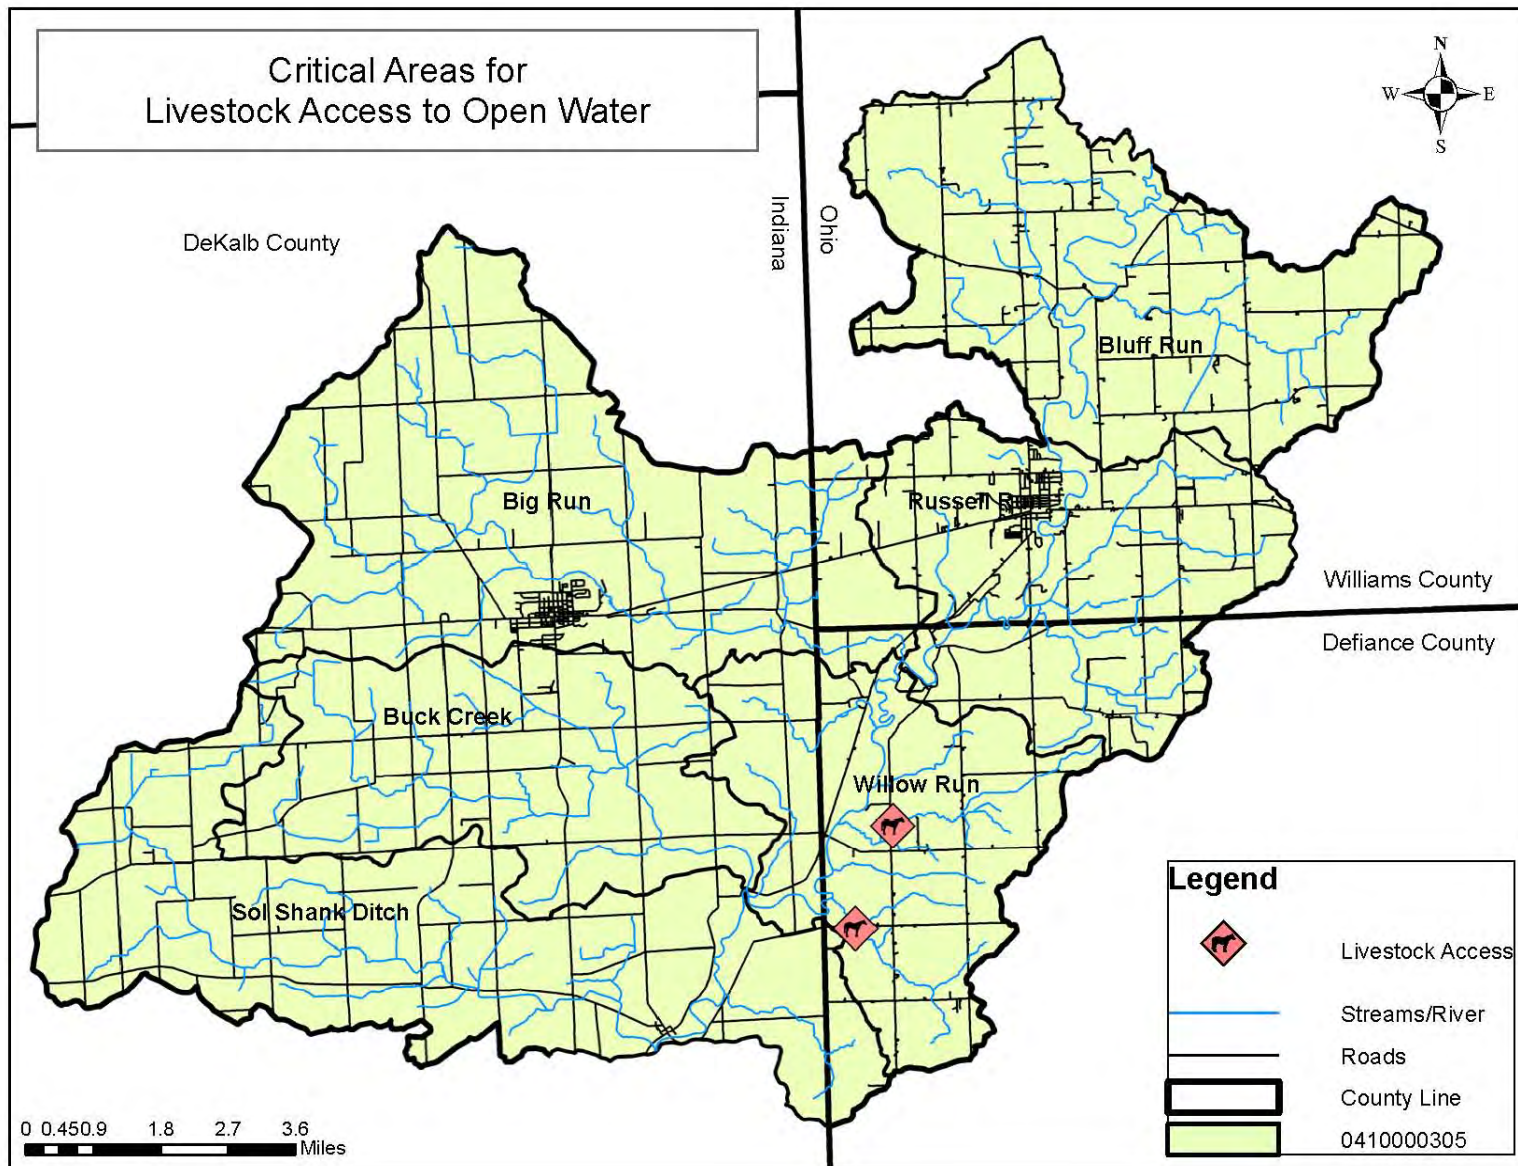 Critical Areas for
Livestock Access to Open Water
N
W E
S
Indiana
Ohio
DeKalb County
Bluff Run
Big Run
Russell Run
Williams County
Defiance County
Buck Creek
Willow Run
Sol Shank Ditch
Legend
Livestock Access
Streams/River
Roads
County Line
0410000305
0 0.45 0.9 1.8 2.7 3.6
Miles